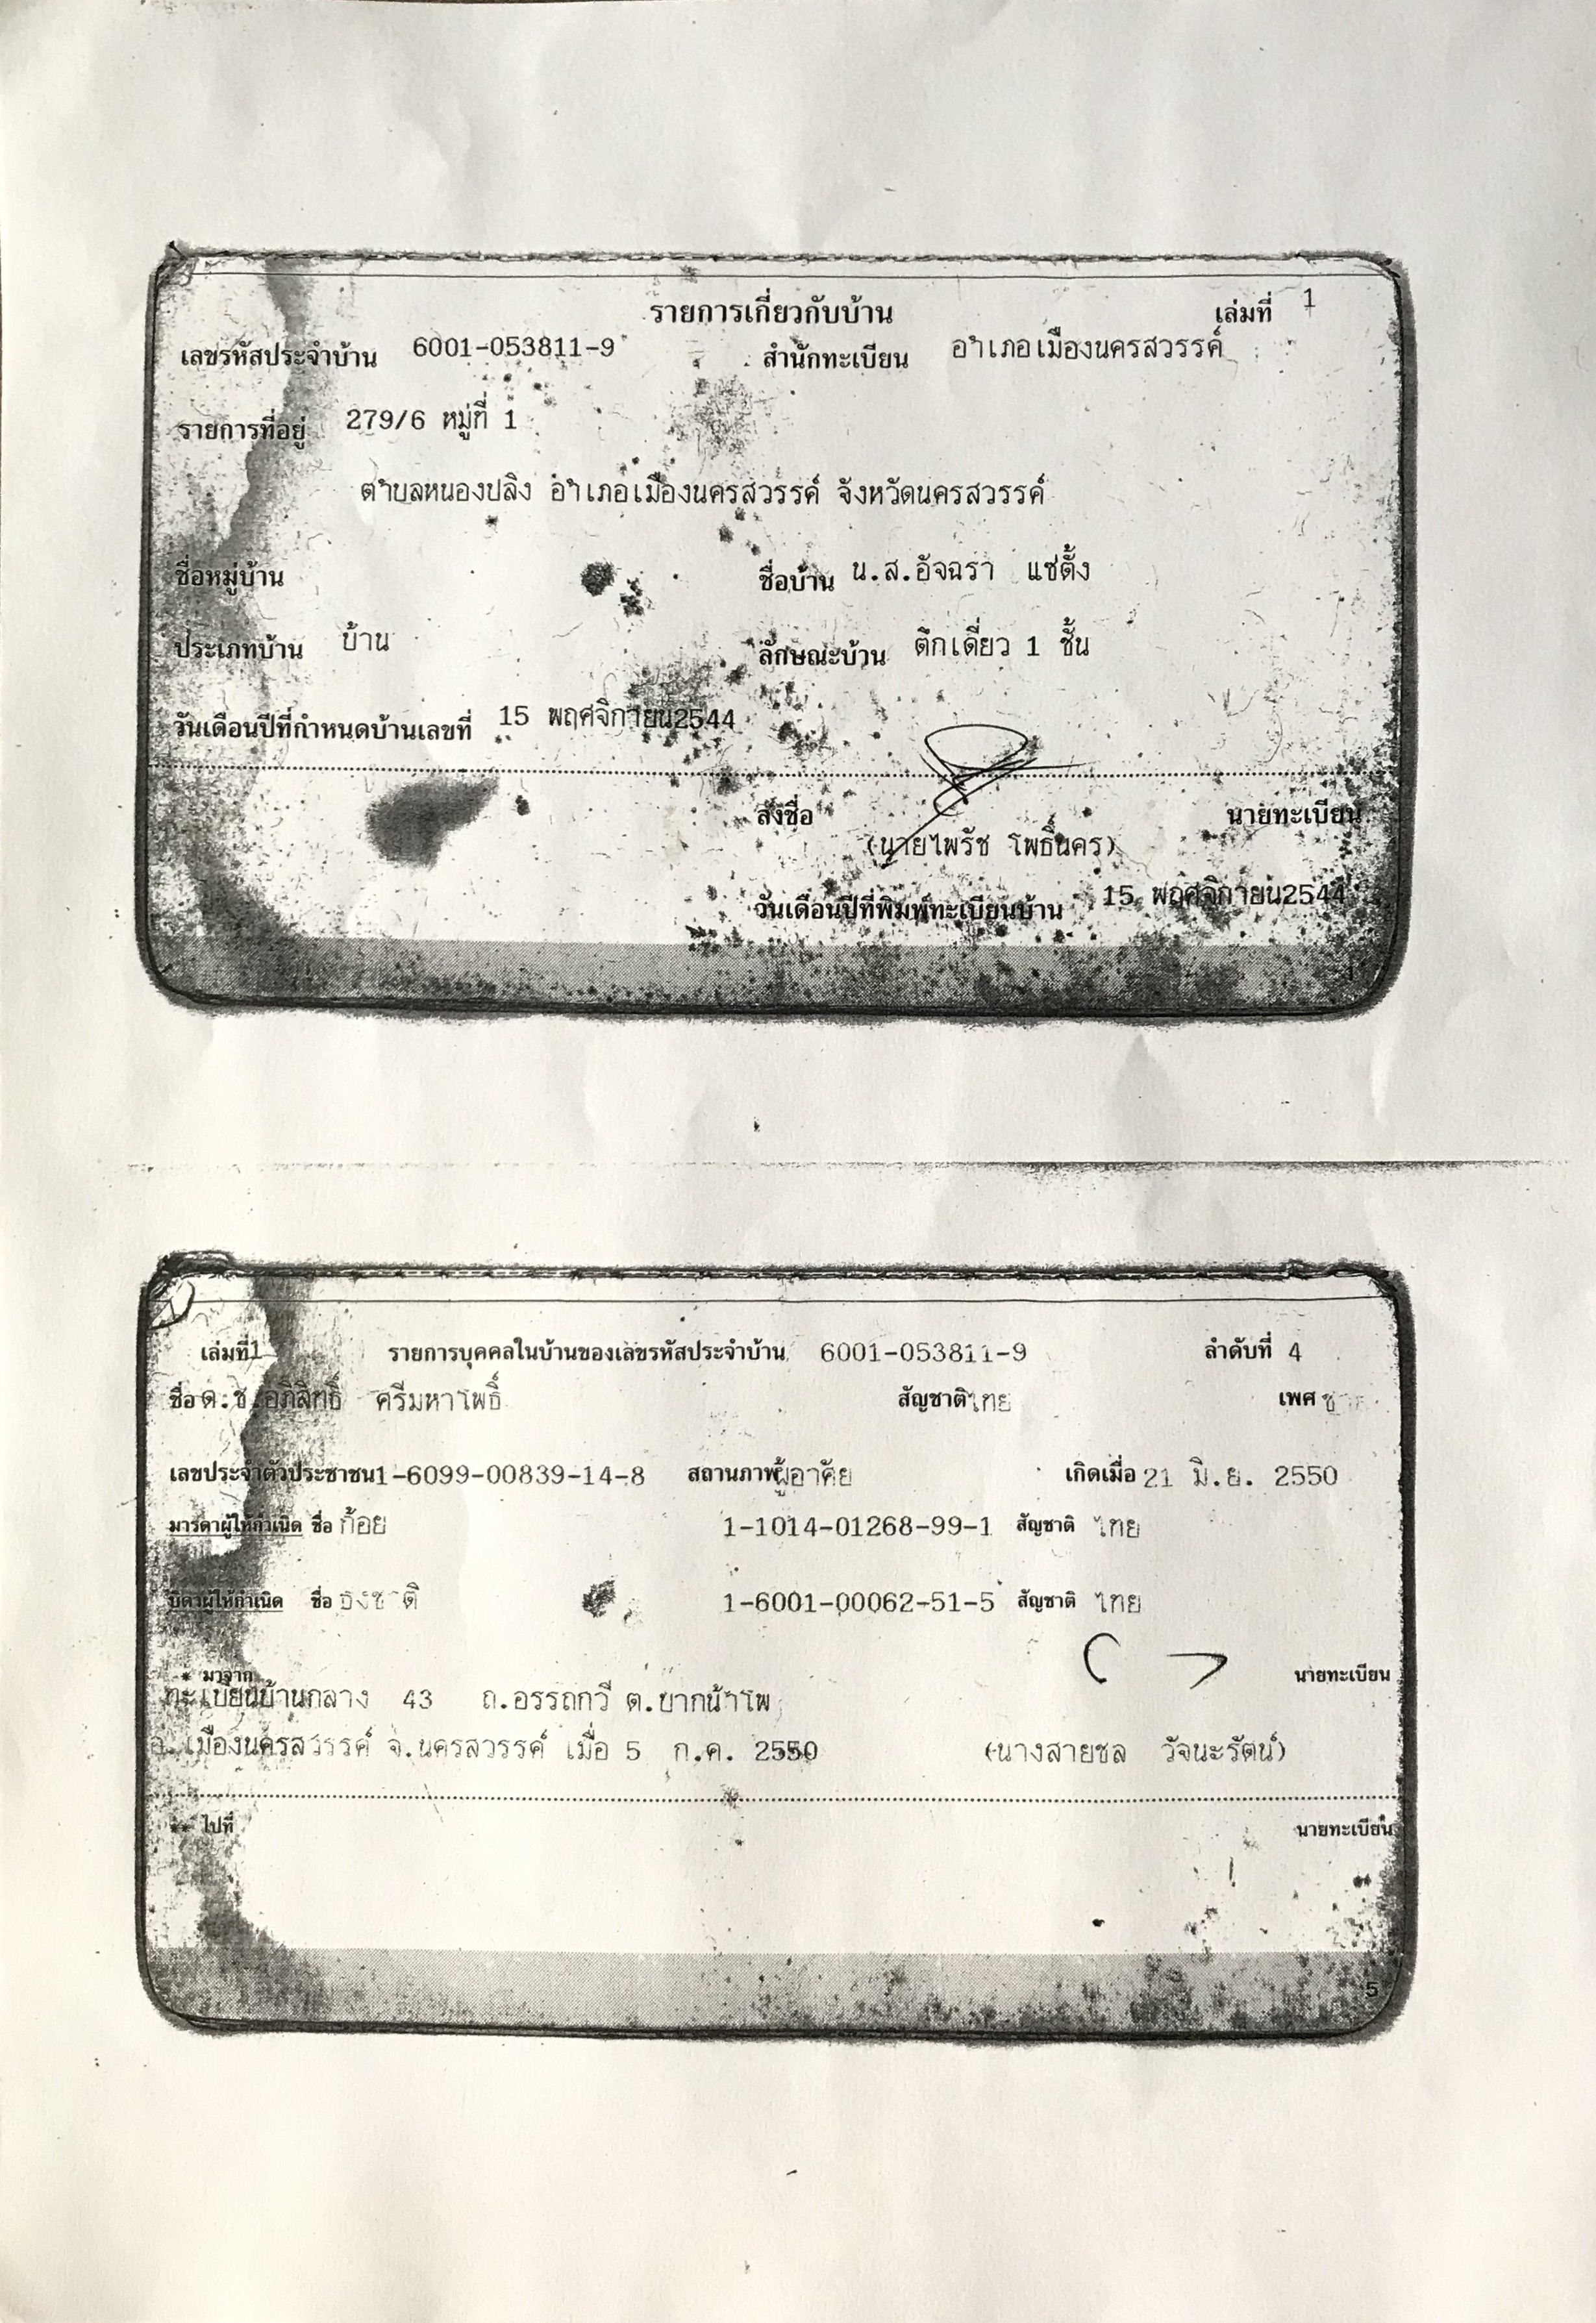 รายการเกี่ยวกับบ้าน เล่มที่ 1
เลขรหัสประจำบ้าน 6001-053811-9 สำนักทะเบียน อำเภอเมืองนครสวรรค์
รายการที่อยู่ 279/6 หมู่ที่ 1
ตำบลหนองปลิง อำเภอเมืองนครสวรรค์ จังหวัดนครสวรรค์
ชื่อหมู่บ้าน ชื่อบ้าน น.ส.อัจฉรา แซ่ตั้ง
ประเภทบ้าน บ้าน ลักษณะบ้าน ตึกเดี่ยว 1 ชั้น
วันเดือนปีที่กำหนดบ้านเลขที่ 15 พฤศจิกายน2544
ลงชื่อ นายทะเบียน
(นายไพรัช โพธิ์นคร)
วันเดือนปีที่พิมพ์ทะเบียนบ้าน 15 พฤศจิกายน2544
เล่มที่1 รายการบุคคลในบ้านของเลขรหัสประจำบ้าน 6001-053811-9 ลำดับที่ 4
ชื่อ ด.ช.อภิสิทธิ์ ศรีมหาโพธิ์ สัญชาติไทย เพศ ชาย
เลขประจำตัวประชาชน1-6099-00839-14-8 สถานภาพผู้อาศัย เกิดเมื่อ 21 มิ.ย. 2550
มารดาผู้ให้กำเนิด ชื่อ ก้อย 1-1014-01268-99-1 สัญชาติ ไทย
บิดาผู้ให้กำเนิด ชื่อ ธงชาติ 1-6001-00062-51-5 สัญชาติ ไทย
* มาจาก นายทะเบียน
ทะเบียนบ้านกลาง 43 ถ.อรรถกวี ต.ปากน้ำโพ
อ.เมืองนครสวรรค์ จ.นครสวรรค์ เมื่อ 5 ก.ค. 2550 (นางสายชล วัจนะรัตน์)
** ไปที่ นายทะเบียน
5